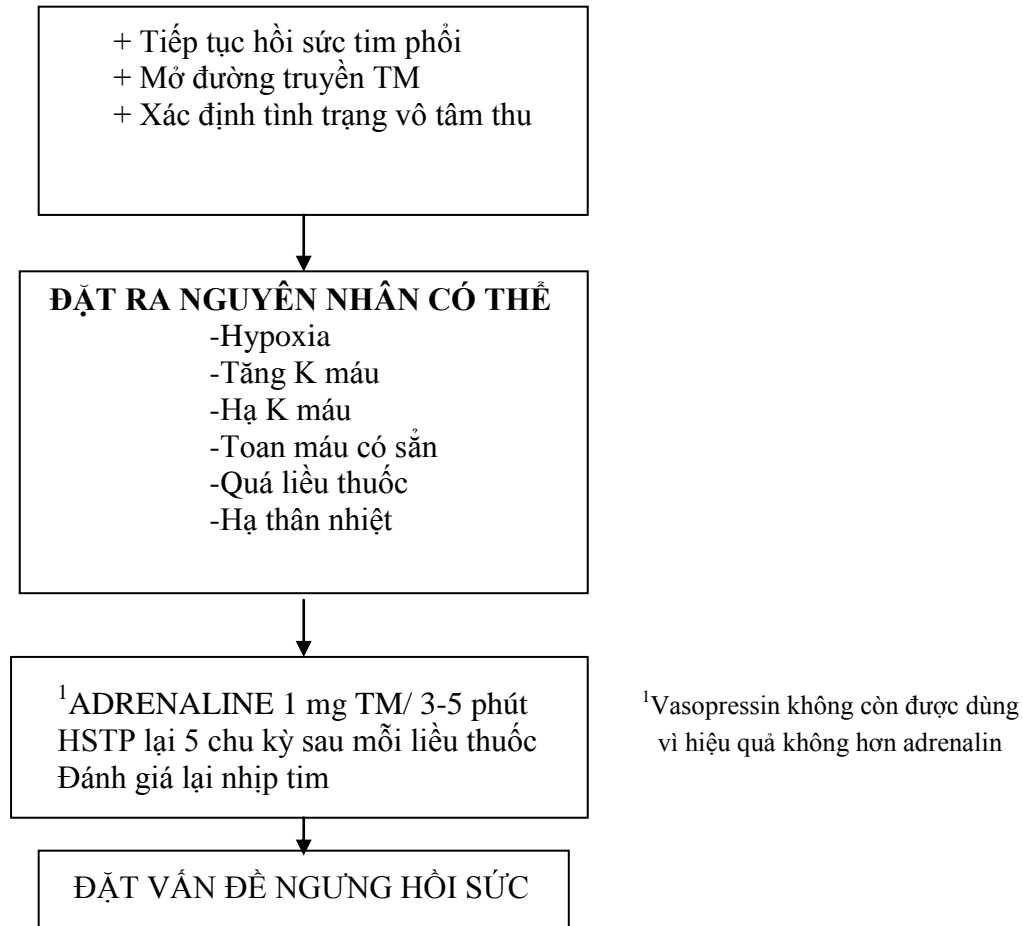 + Tiếp tục hồi sức tim phổi
+ Mở đường truyền TM
+ Xác định tình trạng vô tâm thu
ĐẶT RA NGUYÊN NHÂN CÓ THỂ
-Hypoxia
-Tăng K máu
-Hạ K máu
-Toan máu có sẳn
-Quá liều thuốc
-Hạ thân nhiệt
¹ADRENALINE 1 mg TM/ 3-5 phút
HSTP lại 5 chu kỳ sau mỗi liều thuốc
Đánh giá lại nhịp tim
¹Vasopressin không còn được dùng
vì hiệu quả không hơn adrenalin
ĐẶT VẤN ĐỀ NGƯNG HỒI SỨC